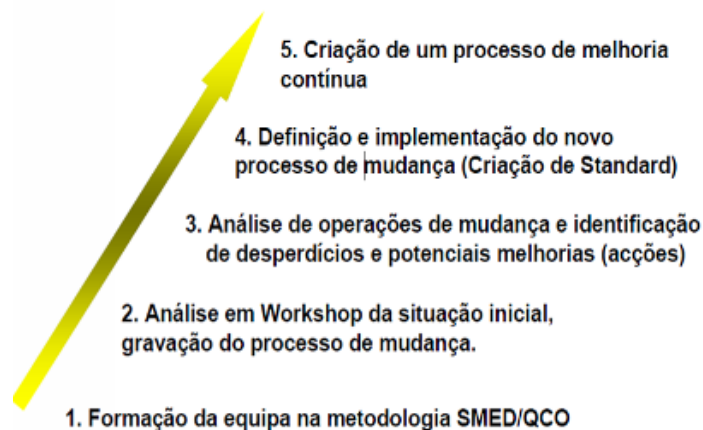 5. Criação de um processo de melhoria
contínua
4. Definição e implementação do novo
processo de mudança (Criação de Standard)
3. Análise de operações de mudança e identificação
de desperdícios e potenciais melhorias (acções)
2. Análise em Workshop da situação inicial,
gravação do processo de mudança.
1. Formação da equipa na metodologia SMED/QCO